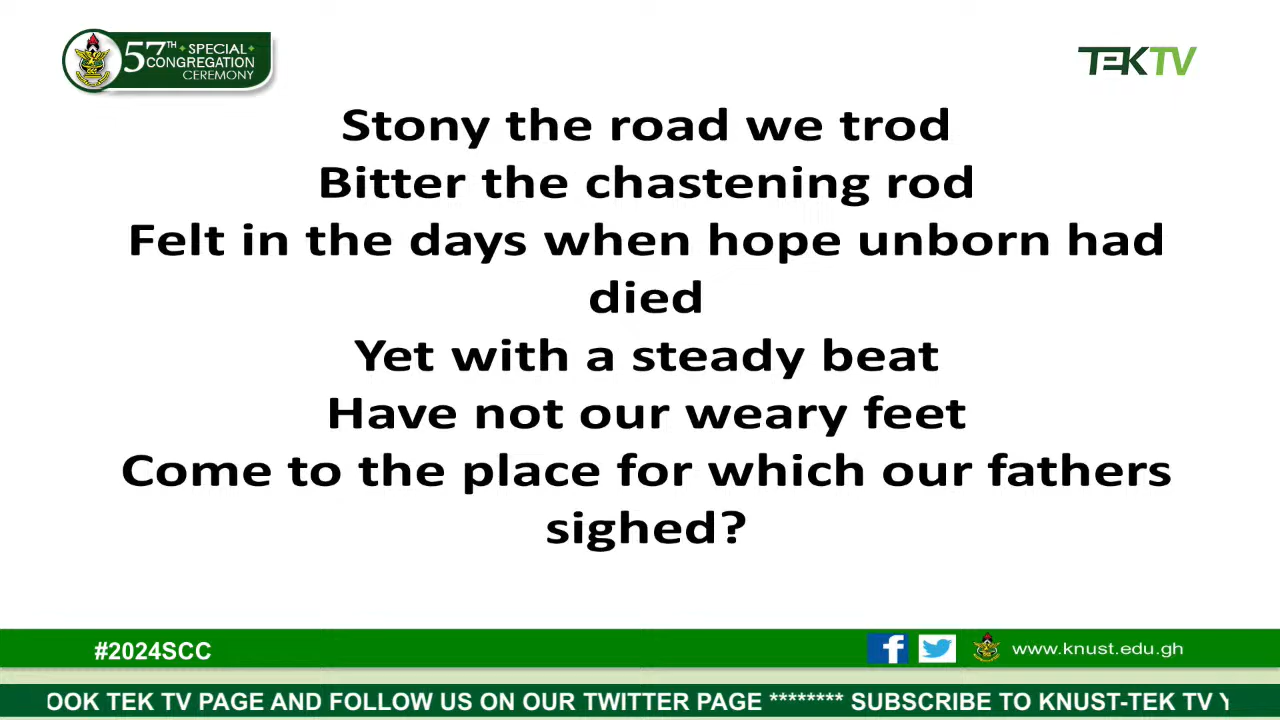 57TH SPECIAL
CONGREGATION
CEREMONY
TEKTV
Stony the road we trod
Bitter the chastening rod
Felt in the days when hope unborn had
died
Yet with a steady beat
Have not our weary feet
Come to the place for which our fathers
sighed?
#2024SCC
www.knust.edu.gh
OOK TEK TV PAGE AND FOLLOW US ON OUR TWITTER PAGE ******** SUBSCRIBE TO KNUST-TEK TV Y